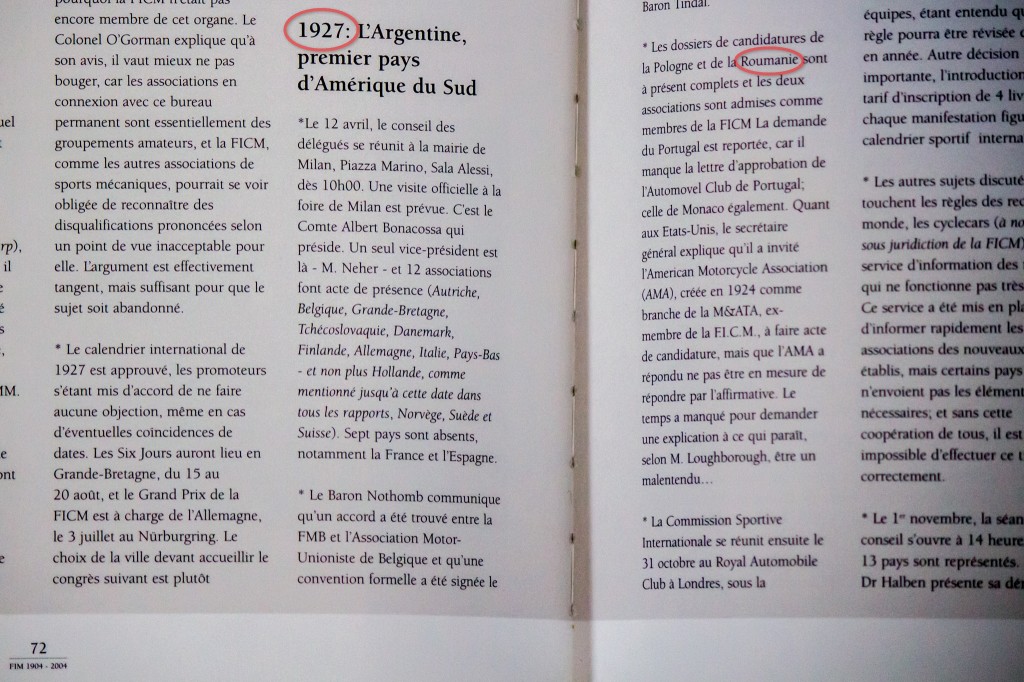 encore membre de cet organe. Le
Colonel O'Gorman explique qu'à
son avis, il vaut mieux ne pas
bouger, car les associations en
connexion avec ce bureau
permanent sont essentiellement des
groupements amateurs, et la FICM,
comme les autres associations de
sports mécaniques, pourrait se voir
obligée de reconnaître des
disqualifications prononcées selon
un point de vue inacceptable pour
elle. L'argument est effectivement
tangent, mais suffisant pour que le
sujet soit abandonné.
* Le calendrier international de
1927 est approuvé, les promoteurs
s'étant mis d'accord de ne faire
aucune objection, même en cas
d'éventuelles coïncidences de
dates. Les Six Jours auront lieu en
Grande-Bretagne, du 15 au
20 août, et le Grand Prix de la
FICM est à charge de l'Allemagne,
le 3 juillet au Nürburgring. Le
choix de la ville devant accueillir le
congrès suivant est plutôt
1927: L'Argentine,
premier pays
d'Amérique du Sud
*Le 12 avril, le conseil des
délégués se réunit à la mairie de
Milan, Piazza Marino, Sala Alessi,
dès 10h00. Une visite officielle à la
foire de Milan est prévue. C'est le
Comte Albert Bonacossa qui
préside. Un seul vice-président est
là - M. Neher - et 12 associations
font acte de présence (Autriche,
Belgique, Grande-Bretagne,
Tchécoslovaquie, Danemark,
Finlande, Allemagne, Italie, Pays-Bas
- et non plus Hollande, comme
mentionné jusqu'à cette date dans
tous les rapports, Norvège, Suède et
Suisse). Sept pays sont absents,
notamment la France et l'Espagne.
* Le Baron Nothomb communique
qu'un accord a été trouvé entre la
FMB et l'Association Motor-
Unioniste de Belgique et qu'une
convention formelle a été signée le
72
FIM 1904 - 2004
Baron Tindal.
* Les dossiers de candidatures de
la Pologne et de la Roumanie sont
à présent complets et les deux
associations sont admises comme
membres de la FICM La demande
du Portugal est reportée, car il
manque la lettre d'approbation de
l'Automovel Club de Portugal;
celle de Monaco également. Quant
aux Etats-Unis, le secrétaire
général explique qu'il a invité
l'American Motorcycle Association
(AMA), créée en 1924 comme
branche de la M&ATA, ex-
membre de la F.I.C.M., à faire acte
de candidature, mais que l'AMA a
répondu ne pas être en mesure de
répondre par l'affirmative. Le
temps a manqué pour demander
une explication à ce qui paraît,
selon M. Loughborough, être un
malentendu...
* La Commission Sportive
Internationale se réunit ensuite le
31 octobre au Royal Automobile
Club à Londres, sous la
équipes, étant entendu
règle pourra être révisée
en année. Autre décision
importante, l'introduction
tarif d'inscription de 4
chaque manifestation
calendrier sportif
* Les autres sujets
touchent les règles des
monde, les cyclecars (à
sous juridiction de la FICM)
service d'information des
qui ne fonctionne pas très
Ce service a été mis en
d'informer rapidement les
associations des nouveaux
établis, mais certains pays
n'envoient pas les
nécessaires; et sans cette
coopération de tous, il est
impossible d'effectuer ce
correctement.
* Le 1er novembre, la
conseil s'ouvre à 14
13 pays sont représentés.
Dr Halben présente sa